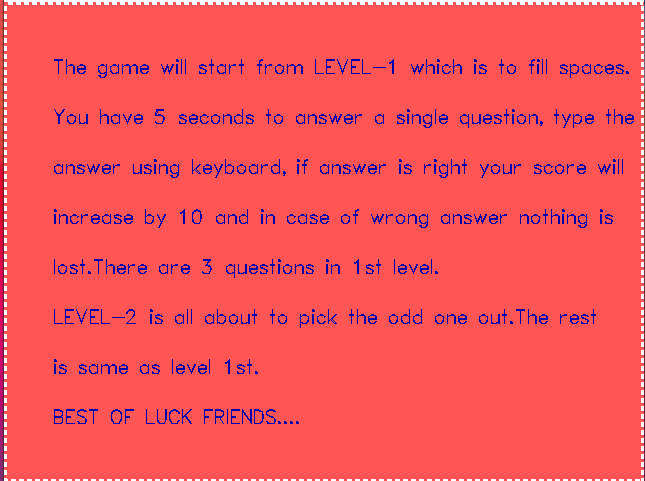 The game will start from LEVEL-1 which is to fill spaces.
You have 5 seconds to answer a single question, type the
answer using keyboard, if answer is right your score will
increase by 10 and in case of wrong answer nothing is
lost.There are 3 questions in 1st level.
LEVEL-2 is all about to pick the odd one out.The rest
is same as level 1st.
BEST OF LUCK FRIENDS....